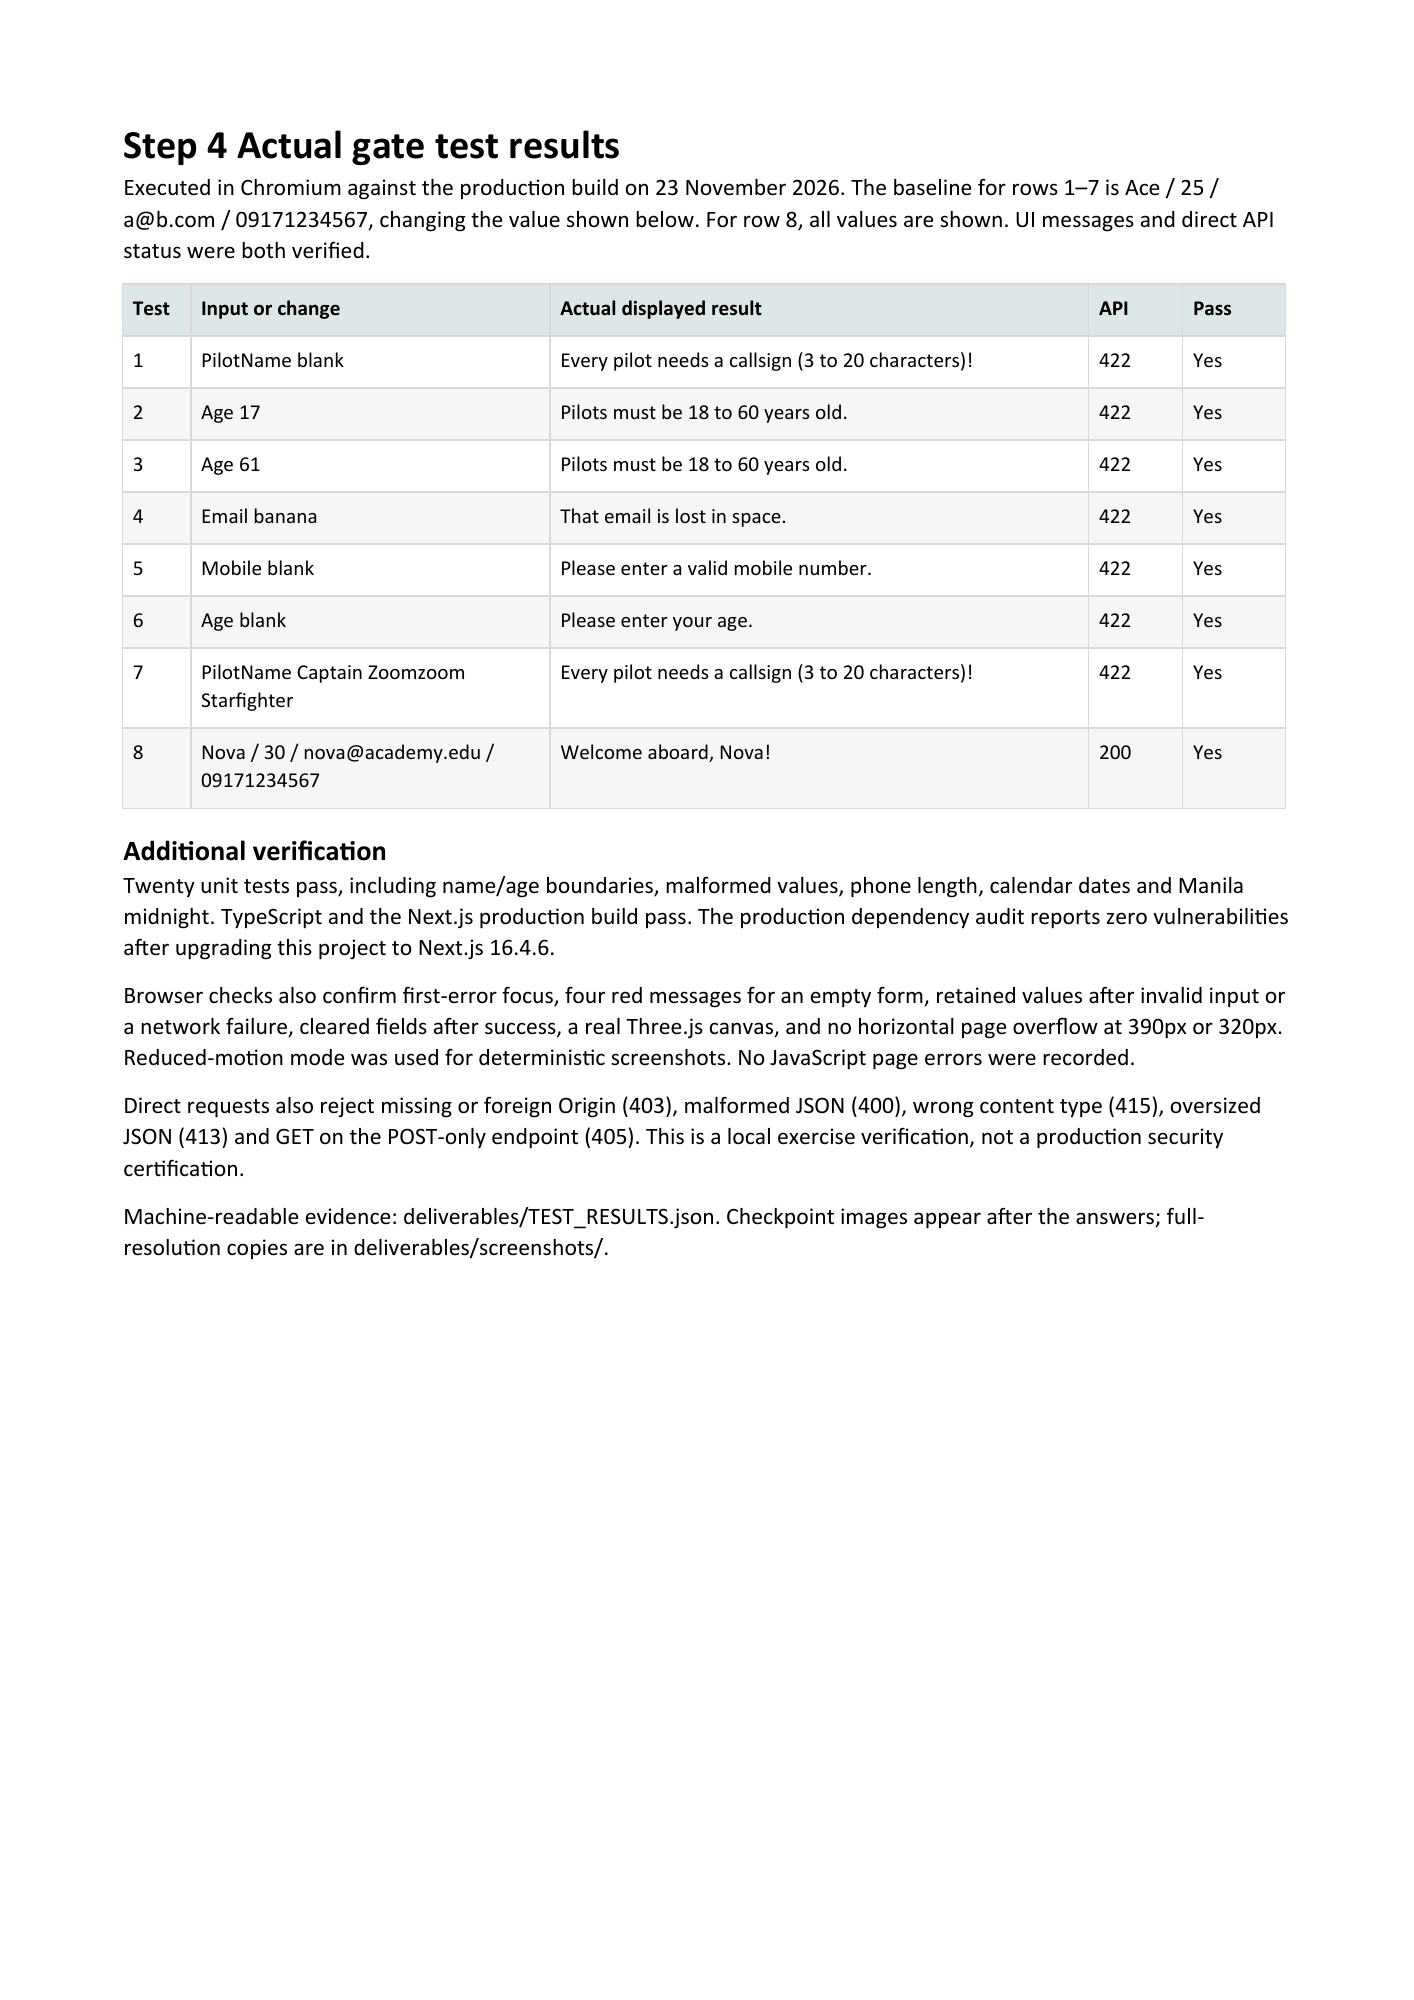 Step 4 Actual gate test results
Executed in Chromium against the production build on 23 November 2026. The baseline for rows 1–7 is Ace / 25 /
a@b.com / 09171234567, changing the value shown below. For row 8, all values are shown. UI messages and direct API
status were both verified.
Test Input or change Actual displayed result API Pass
1 PilotName blank Every pilot needs a callsign (3 to 20 characters)! 422 Yes
2 Age 17 Pilots must be 18 to 60 years old. 422 Yes
3 Age 61 Pilots must be 18 to 60 years old. 422 Yes
4 Email banana That email is lost in space. 422 Yes
5 Mobile blank Please enter a valid mobile number. 422 Yes
6 Age blank Please enter your age. 422 Yes
7 PilotName Captain Zoomzoom Every pilot needs a callsign (3 to 20 characters)! 422 Yes
Starfighter
8 Nova / 30 / nova@academy.edu / Welcome aboard, Nova! 200 Yes
09171234567
Additional verification
Twenty unit tests pass, including name/age boundaries, malformed values, phone length, calendar dates and Manila
midnight. TypeScript and the Next.js production build pass. The production dependency audit reports zero vulnerabilities
after upgrading this project to Next.js 16.4.6.
Browser checks also confirm first-error focus, four red messages for an empty form, retained values after invalid input or
a network failure, cleared fields after success, a real Three.js canvas, and no horizontal page overflow at 390px or 320px.
Reduced-motion mode was used for deterministic screenshots. No JavaScript page errors were recorded.
Direct requests also reject missing or foreign Origin (403), malformed JSON (400), wrong content type (415), oversized
JSON (413) and GET on the POST-only endpoint (405). This is a local exercise verification, not a production security
certification.
Machine-readable evidence: deliverables/TEST_RESULTS.json. Checkpoint images appear after the answers; full-
resolution copies are in deliverables/screenshots/.